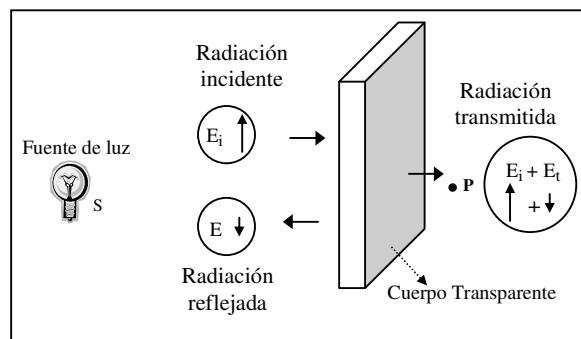 Radiación
incidente
E_i
Fuente de luz
S
E
Radiación
reflejada
Radiación
transmitida
P
E_i + E_t
+
Cuerpo Transparente